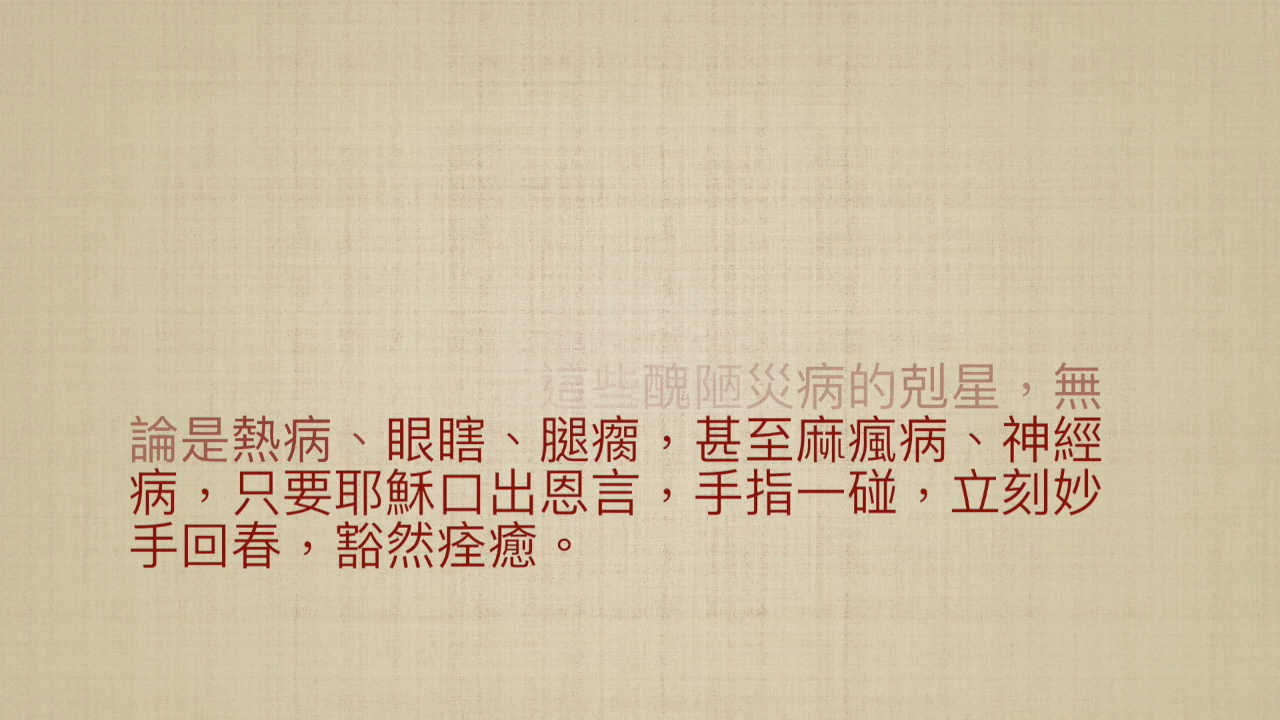 這些醜陋災病的剋星，無
論是熱病、眼瞎、腿瘸，甚至麻瘋病、神經
病，只要耶穌口出恩言，手指一碰，立刻妙
手回春，豁然痊癒。